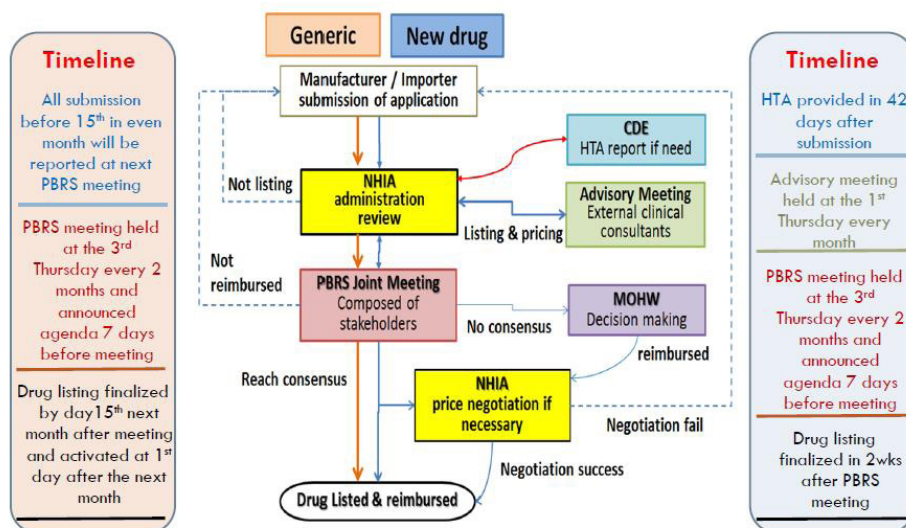 Generic
New drug
Timeline
All submission
before 15th in even
month will be
reported at next
PBRS meeting
PBRS meeting held
at the 3rd
Thursday every 2
months and
announced
agenda 7 days
before meeting
Drug listing finalized
by day15th next
month after meeting
and activated at 1st
day after the next
month
Manufacturer / Importer
submission of application
CDE
HTA report if need
Not listing
NHIA
administration
review
Advisory Meeting
External clinical
consultants
Listing & pricing
Not
reimbursed
PBRS Joint Meeting
Composed of
stakeholders
MOHW
Decision making
No consensus
reimbursed
Reach consensus
NHIA
price negotiation if
necessary
Negotiation fail
Negotiation success
Drug Listed & reimbursed
Timeline
HTA provided in 42
days after
submission
Advisory meeting
held at the 1st
Thursday every
month
PBRS meeting held
at the 3rd
Thursday every 2
months and
announced
agenda 7 days
before meeting
Drug listing
finalized in 2wks
after PBRS
meeting